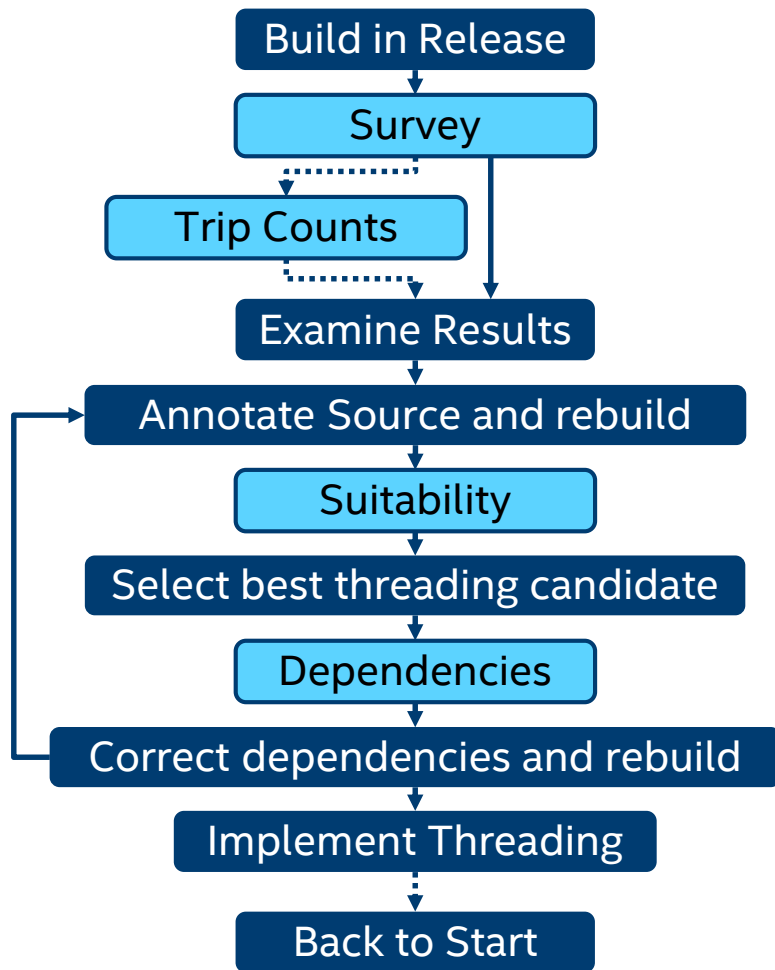 Build in Release
Survey
Trip Counts
Examine Results
Annotate Source and rebuild
Suitability
Select best threading candidate
Dependencies
Correct dependencies and rebuild
Implement Threading
Back to Start